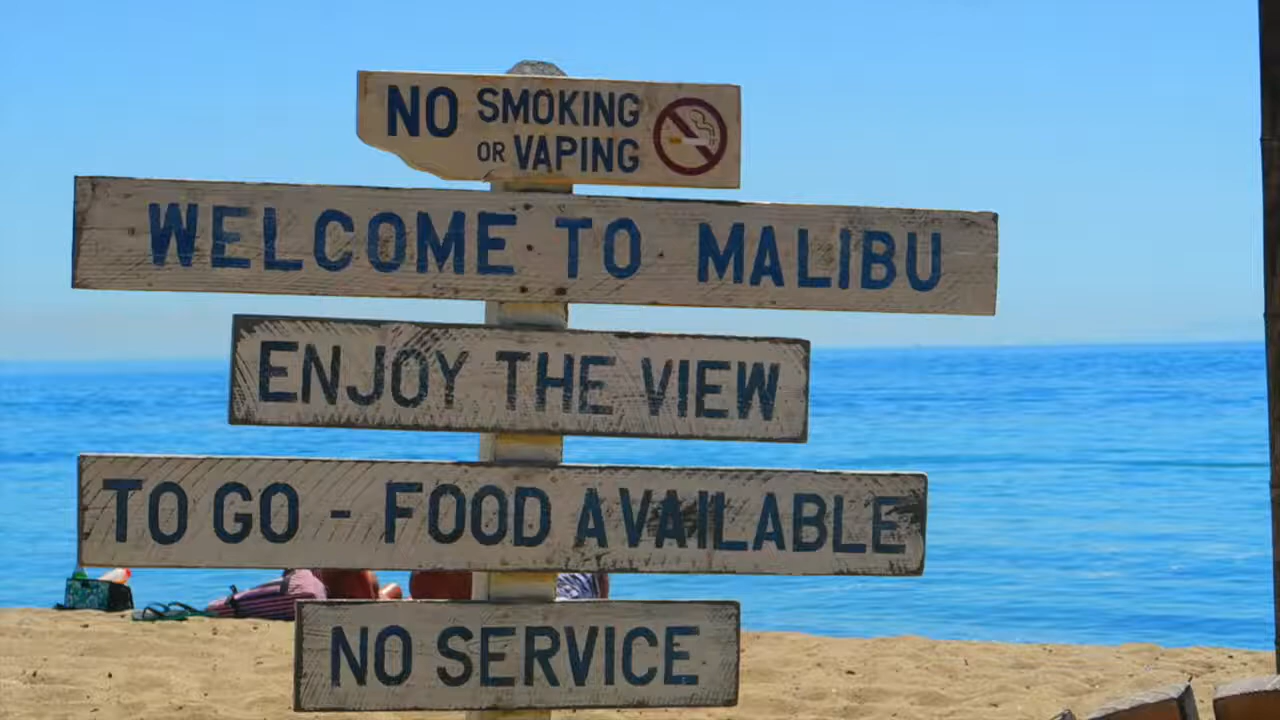 NO SMOKING
OR VAPING
WELCOME TO MALIBU
ENJOY THE VIEW
TO GO - FOOD AVAILABLE
NO SERVICE